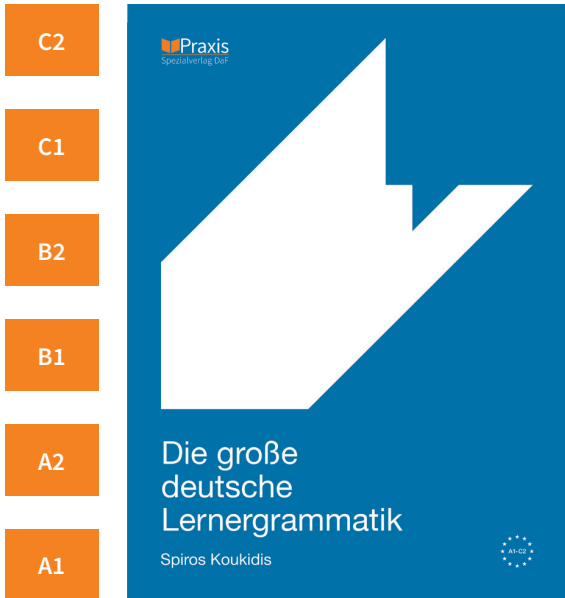 C2
C1
B2
B1
A2
A1
Praxis
Spezialverlag DaF
Die große
deutsche
Lernergrammatik
Spiros Koukidis
A1-C2